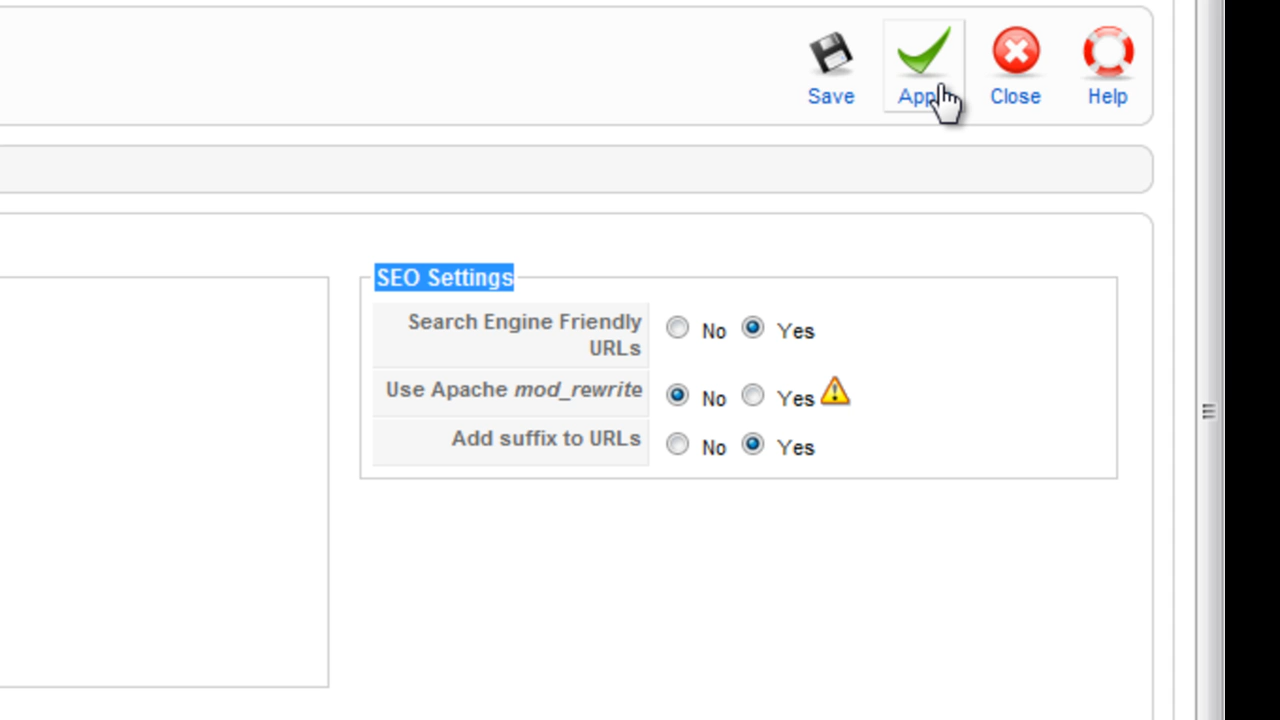 Save Appl Close Help
SEO Settings
Search Engine Friendly
URLs
No Yes
Use Apache mod_rewrite
No Yes
Add suffix to URLs
No Yes